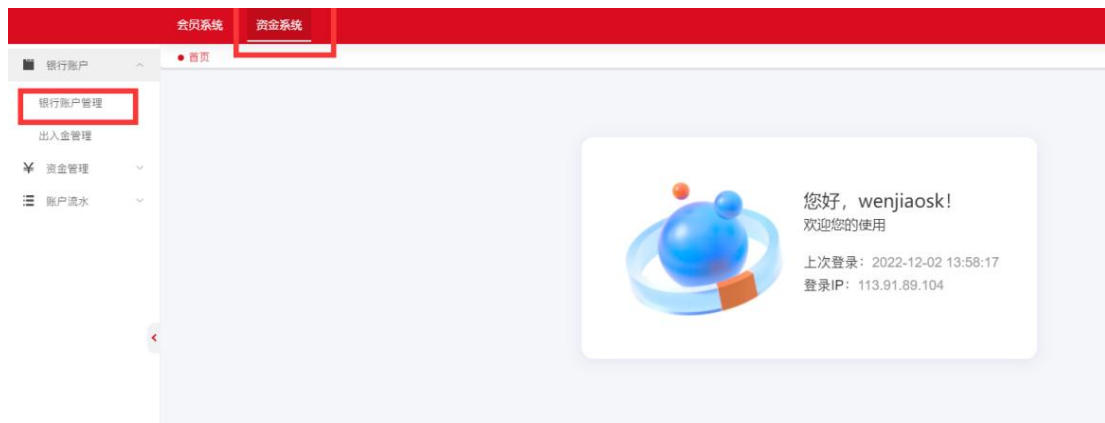 会员系统 资金系统
首页
银行账户
银行账户管理
出入金管理
资金管理
账户流水
您好，wenjiaosk!
欢迎您的使用
上次登录：2022-12-02 13:58:17
登录IP：113.91.89.104